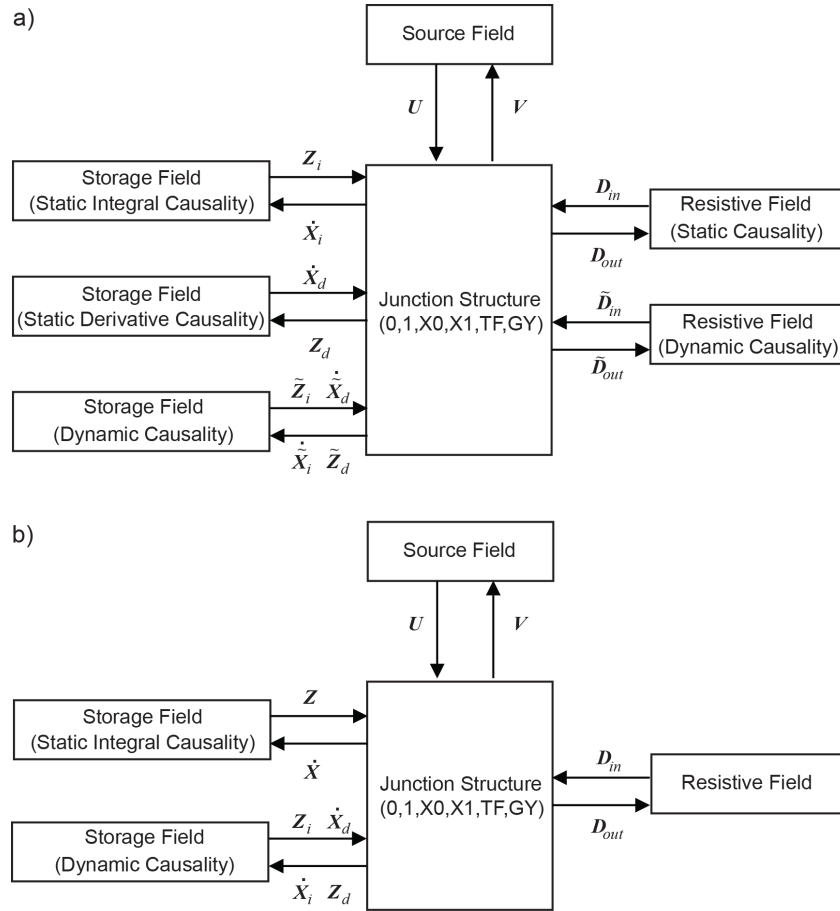 a)
Source Field
U V
Storage Field
(Static Integral Causality)
Z_i
Ẋ_i
Storage Field
(Static Derivative Causality)
Ẋ_d
Z_d
Storage Field
(Dynamic Causality)
Z̃_i Ẋ̃_d
Ẋ̃_i Z̃_d
Junction Structure
(0,1,X0,X1,TF,GY)
D_in
D_out
Resistive Field
(Static Causality)
D̃_in
D̃_out
Resistive Field
(Dynamic Causality)
b)
Source Field
U V
Storage Field
(Static Integral Causality)
Z
Ẋ
Storage Field
(Dynamic Causality)
Z_i Ẋ_d
Ẋ_i Z_d
Junction Structure
(0,1,X0,X1,TF,GY)
D_in
D_out
Resistive Field